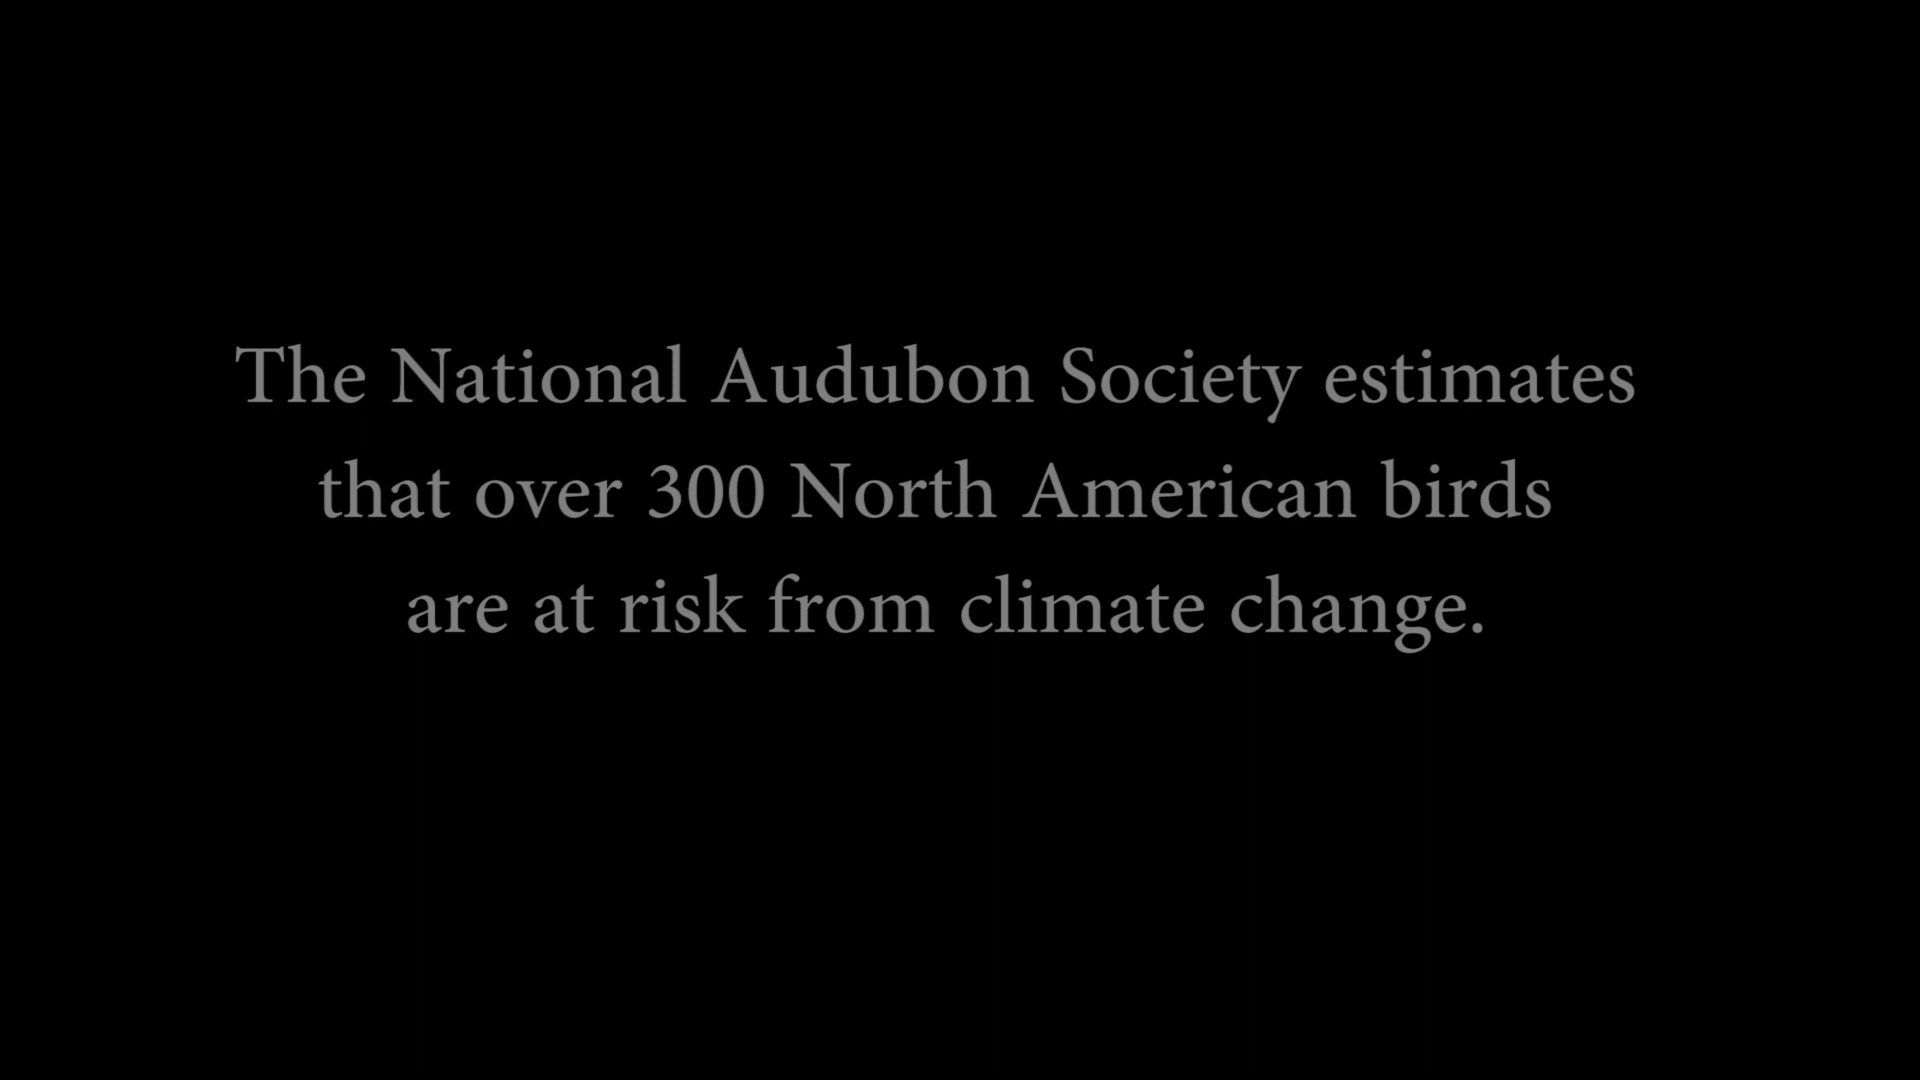 The National Audubon Society estimates
that over 300 North American birds
are at risk from climate change.